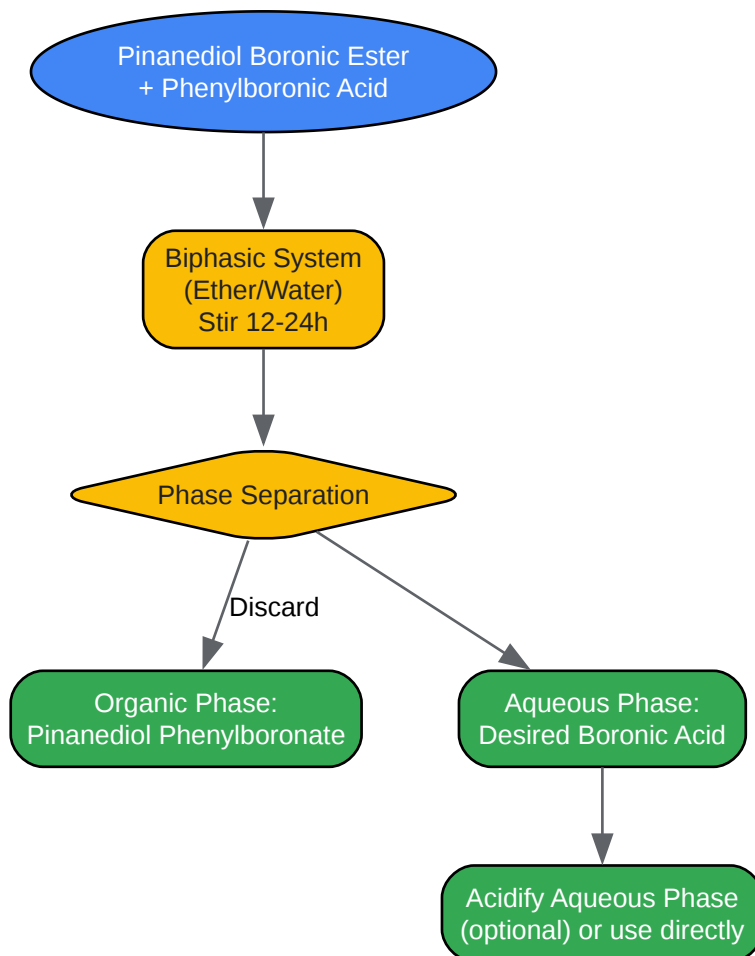 Pinanediol Boronic Ester
+ Phenylboronic Acid
Biphasic System
(Ether/Water)
Stir 12-24h
Phase Separation
Discard
Organic Phase:
Pinanediol Phenylboronate
Aqueous Phase:
Desired Boronic Acid
Acidify Aqueous Phase
(optional) or use directly